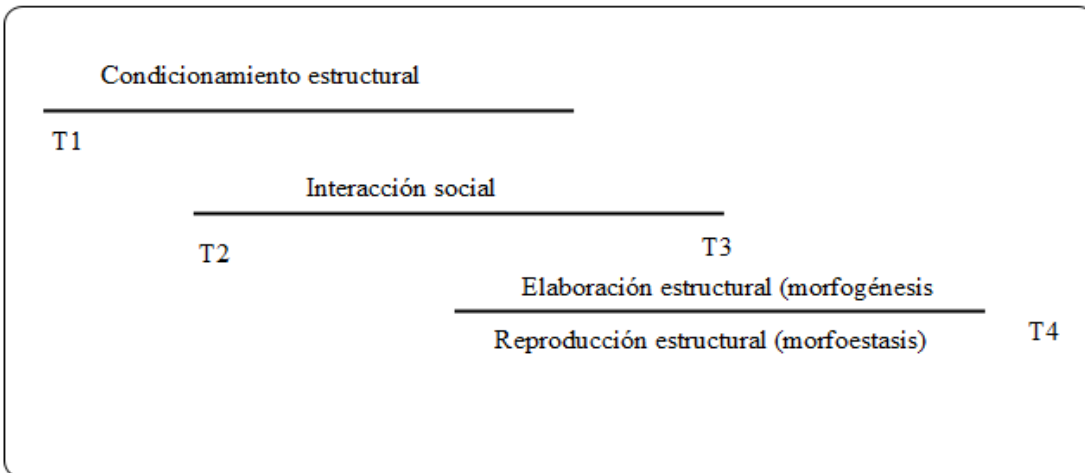 Condicionamiento estructural
T1
Interacción social
T2
T3
Elaboración estructural (morfogénesis
Reproducción estructural (morfoestasis)
T4